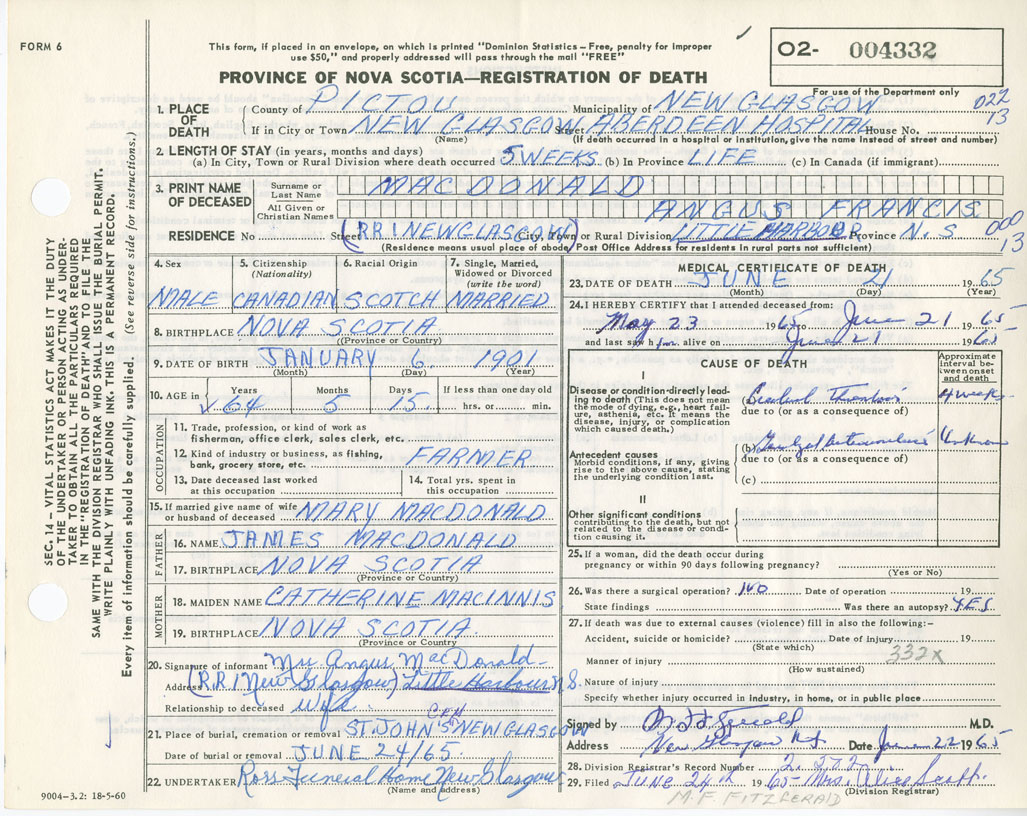 FORM 6
This form, if placed in an envelope, on which is printed "Dominion Statistics – Free, penalty for improper
use $50," and properly addressed will pass through the mail "FREE"
O2- 004332
For use of the Department only
PROVINCE OF NOVA SCOTIA—REGISTRATION OF DEATH
022
13
1. PLACE OF DEATH County of PICTOU Municipality of NEW GLASGOW
If in City or Town NEW GLASGOW Street ABERDEEN HOSPITAL House No.
(Name) (If death occurred in a hospital or institution, give the name instead of street and number)
2. LENGTH OF STAY (in years, months and days)
(a) In City, Town or Rural Division where death occurred 5 WEEKS (b) In Province LIFE (c) In Canada (if immigrant)
3. PRINT NAME OF DECEASED Surname or Last Name MACDONALD
All Given or Christian Names ANGUS FRANCIS
RESIDENCE No Street (RR1 NEW GLASGOW) City, Town or Rural Division LITTLE HARBOUR Province N.S
000
13
(Residence means usual place of abode/Post Office Address for residents in rural parts not sufficient)
4. Sex MALE
5. Citizenship (Nationality) CANADIAN
6. Racial Origin SCOTCH
7. Single, Married, Widowed or Divorced (write the word) MARRIED
8. BIRTHPLACE NOVA SCOTIA
(Province or Country)
9. DATE OF BIRTH JANUARY 6 1901
(Month) (Day) (Year)
10. AGE in Years Months Days If less than one day old
64 5 15 hrs. or min.
OCCUPATION
11. Trade, profession, or kind of work as
fisherman, office clerk, sales clerk, etc.
12. Kind of industry or business, as fishing,
bank, grocery store, etc. FARMER
13. Date deceased last worked
at this occupation
14. Total yrs. spent in
this occupation
15. If married give name of wife
or husband of deceased MARY MACDONALD
FATHER
16. NAME JAMES MACDONALD
17. BIRTHPLACE NOVA SCOTIA
(Province or Country)
MOTHER
18. MAIDEN NAME CATHERINE MACINNIS
19. BIRTHPLACE NOVA SCOTIA
(Province or Country)
20. Signature of informant Mrs Angus MacDonald
Address (R.R.1 New Glasgow) Little Harbour N.S.
Relationship to deceased wife
21. Place of burial, cremation or removal ST. JOHN'S CEM NEW GLASGOW
Date of burial or removal JUNE 24/65
22. UNDERTAKER Ross Funeral Home New Glasgow
(Name and address)
9004-3.2: 18-5-60
MEDICAL CERTIFICATE OF DEATH
23. DATE OF DEATH JUNE 21 1965
(Month) (Day) (Year)
24. I HEREBY CERTIFY that I attended deceased from:
May 23 1965 to June 21 1965
and last saw him alive on June 21 1965
CAUSE OF DEATH
Approximate interval between onset and death
I
Disease or condition directly leading to death (This does not mean the mode of dying, e.g., heart failure, asthenia, etc. It means the disease, injury, or complication which caused death.)
(a) Cerebral Thrombosis 4 weeks
due to (or as a consequence of)
Antecedent causes
Morbid conditions, if any, giving rise to the above cause, stating the underlying condition last.
(b) Arteriosclerosis Unknown
due to (or as a consequence of)
(c)
II
Other significant conditions
contributing to the death, but not related to the disease or condition causing it.
25. If a woman, did the death occur during
pregnancy or within 90 days following pregnancy?
(Yes or No)
26. Was there a surgical operation? NO Date of operation 19
State findings Was there an autopsy? YES
27. If death was due to external causes (violence) fill in also the following:–
Accident, suicide or homicide? Date of injury 19
(State which) 332X
Manner of injury
(How sustained)
Nature of injury
Specify whether injury occurred in industry, in home, or in public place
Signed by M F Fitzgerald M.D.
Address New Glasgow N.S. Date June 22 1965
28. Division Registrar's Record Number 2.272
29. Filed JUNE 24th 1965 Mrs. Alice Scott.
(Division Registrar)
M.F. FITZGERALD
SEC. 14 – VITAL STATISTICS ACT MAKES IT THE DUTY
OF THE UNDERTAKER OR PERSON ACTING AS UNDER-
TAKER TO OBTAIN ALL THE PARTICULARS REQUIRED
IN THE "REGISTRATION OF DEATH" AND TO FILE THE
SAME WITH THE DIVISION REGISTRAR WHO SHALL ISSUE THE BURIAL PERMIT.
WRITE PLAINLY WITH UNFADING INK. THIS IS A PERMANENT RECORD.
Every item of information should be carefully supplied. (See reverse side for instructions.)